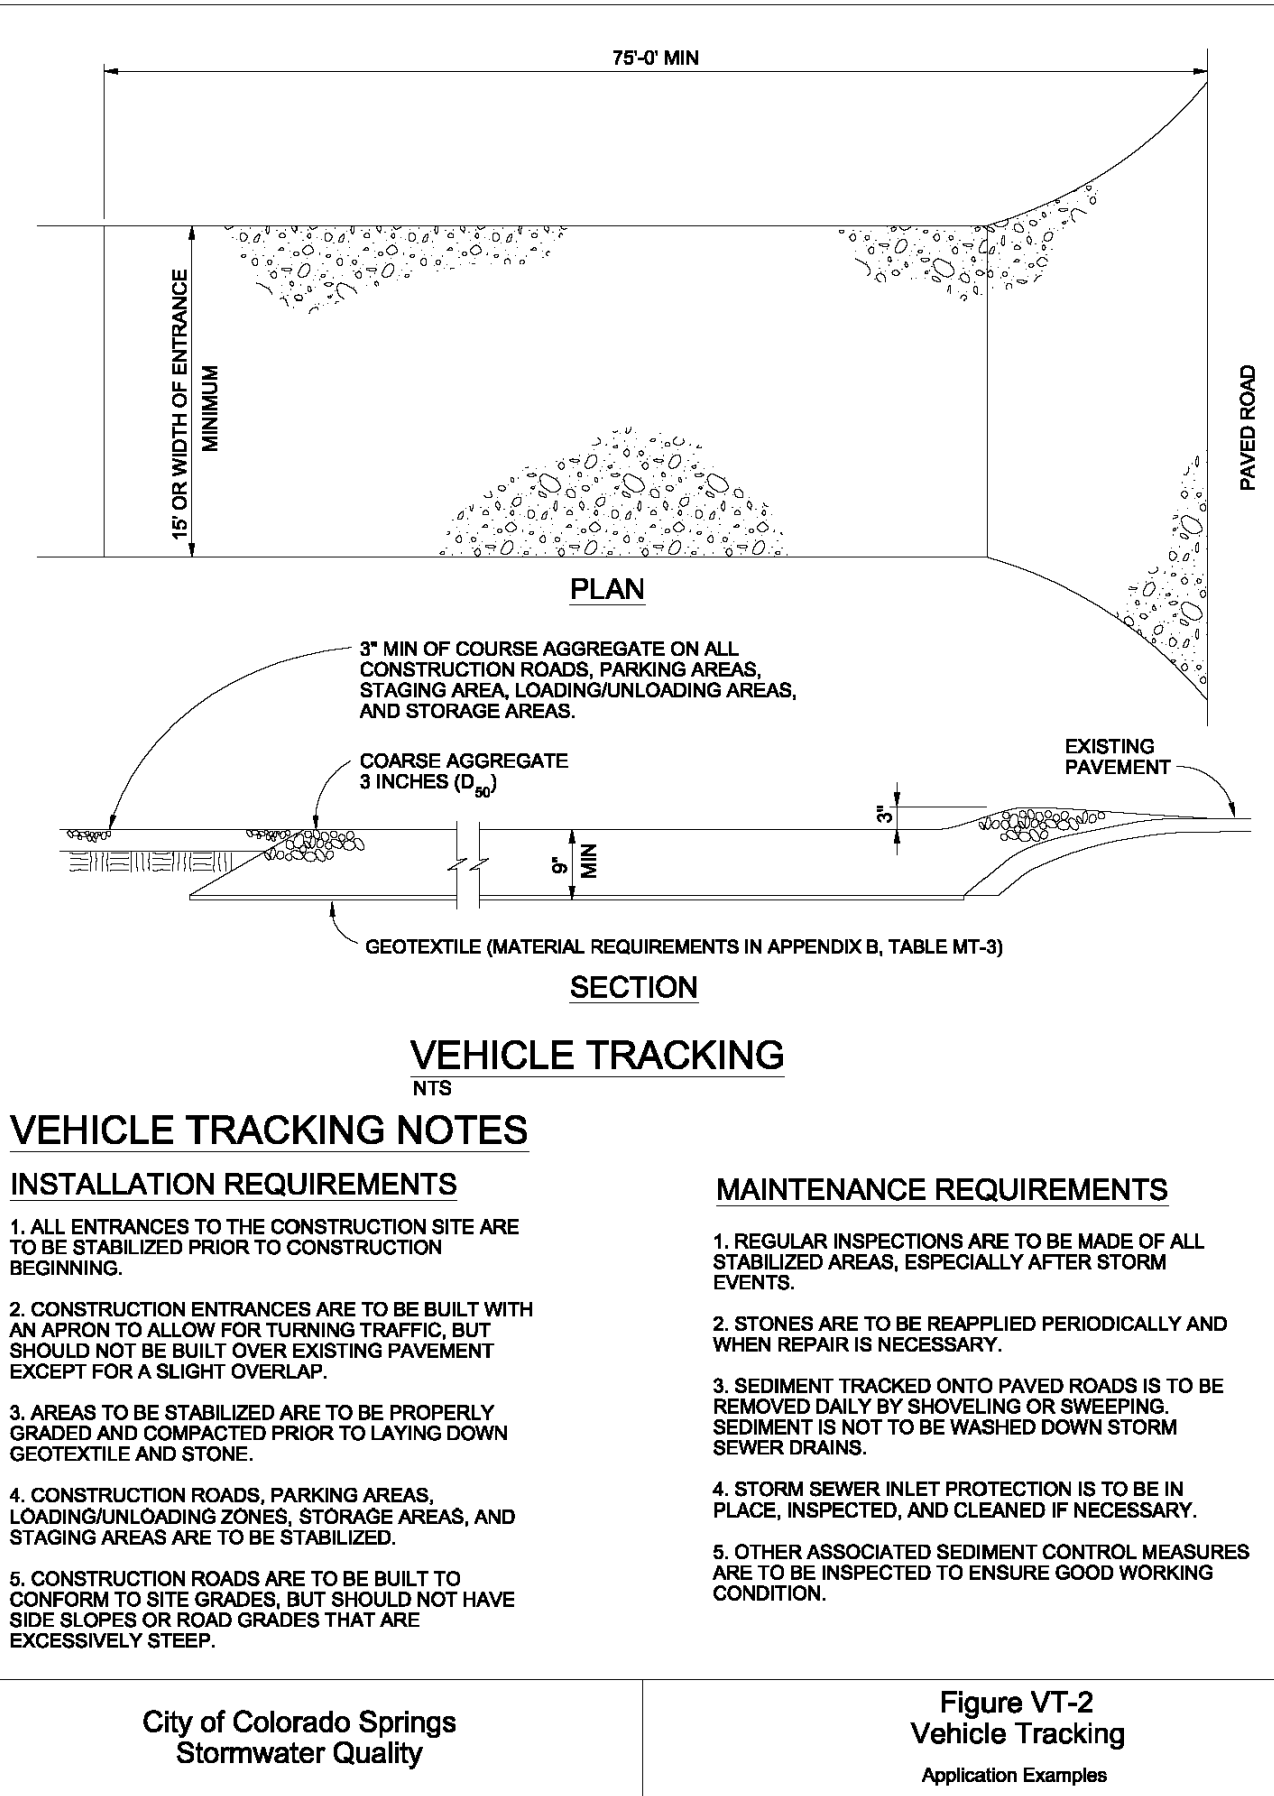 75'-0' MIN
15' OR WIDTH OF ENTRANCE
MINIMUM
PAVED ROAD
PLAN
3" MIN OF COURSE AGGREGATE ON ALL
CONSTRUCTION ROADS, PARKING AREAS,
STAGING AREA, LOADING/UNLOADING AREAS,
AND STORAGE AREAS.
COARSE AGGREGATE
3 INCHES (D50)
EXISTING
PAVEMENT
3"
9"
MIN
GEOTEXTILE (MATERIAL REQUIREMENTS IN APPENDIX B, TABLE MT-3)
SECTION
VEHICLE TRACKING
NTS
VEHICLE TRACKING NOTES
INSTALLATION REQUIREMENTS
1. ALL ENTRANCES TO THE CONSTRUCTION SITE ARE
TO BE STABILIZED PRIOR TO CONSTRUCTION
BEGINNING.
2. CONSTRUCTION ENTRANCES ARE TO BE BUILT WITH
AN APRON TO ALLOW FOR TURNING TRAFFIC, BUT
SHOULD NOT BE BUILT OVER EXISTING PAVEMENT
EXCEPT FOR A SLIGHT OVERLAP.
3. AREAS TO BE STABILIZED ARE TO BE PROPERLY
GRADED AND COMPACTED PRIOR TO LAYING DOWN
GEOTEXTILE AND STONE.
4. CONSTRUCTION ROADS, PARKING AREAS,
LOADING/UNLOADING ZONES, STORAGE AREAS, AND
STAGING AREAS ARE TO BE STABILIZED.
5. CONSTRUCTION ROADS ARE TO BE BUILT TO
CONFORM TO SITE GRADES, BUT SHOULD NOT HAVE
SIDE SLOPES OR ROAD GRADES THAT ARE
EXCESSIVELY STEEP.
MAINTENANCE REQUIREMENTS
1. REGULAR INSPECTIONS ARE TO BE MADE OF ALL
STABILIZED AREAS, ESPECIALLY AFTER STORM
EVENTS.
2. STONES ARE TO BE REAPPLIED PERIODICALLY AND
WHEN REPAIR IS NECESSARY.
3. SEDIMENT TRACKED ONTO PAVED ROADS IS TO BE
REMOVED DAILY BY SHOVELING OR SWEEPING.
SEDIMENT IS NOT TO BE WASHED DOWN STORM
SEWER DRAINS.
4. STORM SEWER INLET PROTECTION IS TO BE IN
PLACE, INSPECTED, AND CLEANED IF NECESSARY.
5. OTHER ASSOCIATED SEDIMENT CONTROL MEASURES
ARE TO BE INSPECTED TO ENSURE GOOD WORKING
CONDITION.
City of Colorado Springs
Stormwater Quality
Figure VT-2
Vehicle Tracking
Application Examples